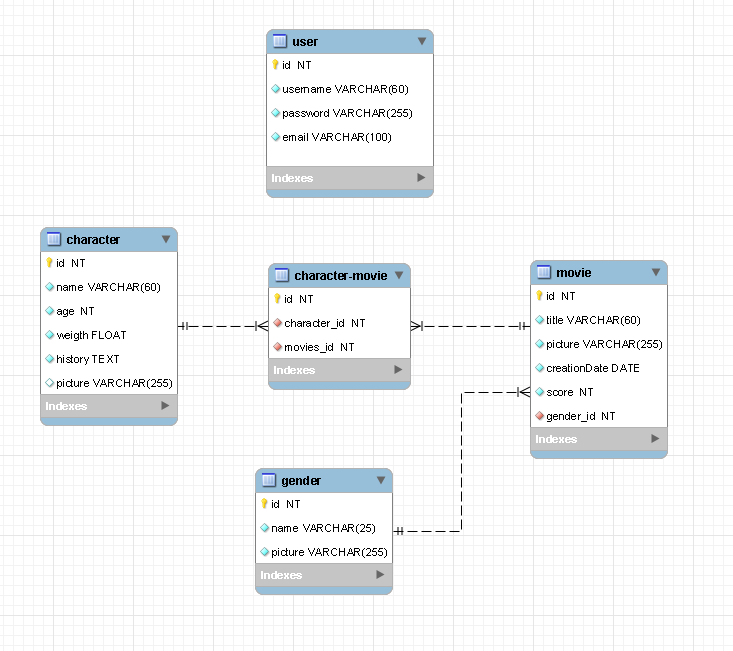 user
id NT
username VARCHAR(60)
password VARCHAR(255)
email VARCHAR(100)
Indexes
character
id NT
name VARCHAR(60)
age NT
weigth FLOAT
history TEXT
picture VARCHAR(255)
Indexes
character-movie
id NT
character_id NT
movies_id NT
Indexes
movie
id NT
title VARCHAR(60)
picture VARCHAR(255)
creationDate DATE
score NT
gender_id NT
Indexes
gender
id NT
name VARCHAR(25)
picture VARCHAR(255)
Indexes